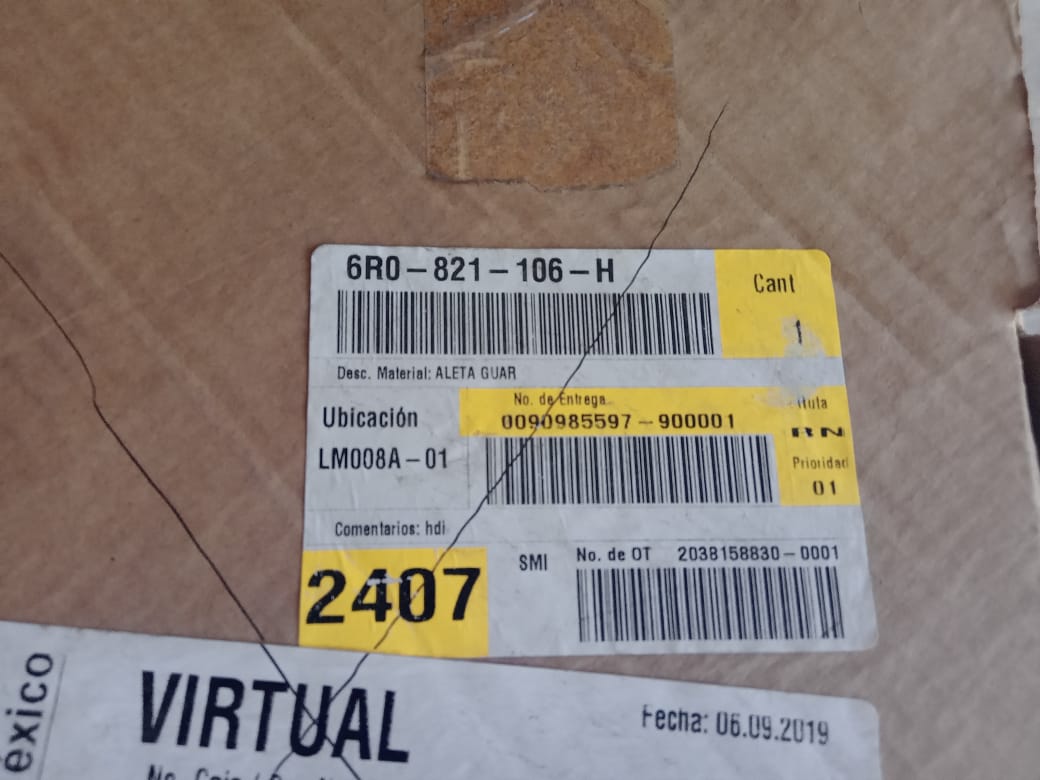 6R0-821-106-H
Cant
1
Desc. Material: ALETA GUAR
No. de Entrega
Ubicación
0090985597-900001
RN
LM008A-01
Prioridad
01
Comentarios: hdi
2407
SMI
No. de OT 2038158830-0001
exico
VIRTUAL
Fecha: 06.09.2019